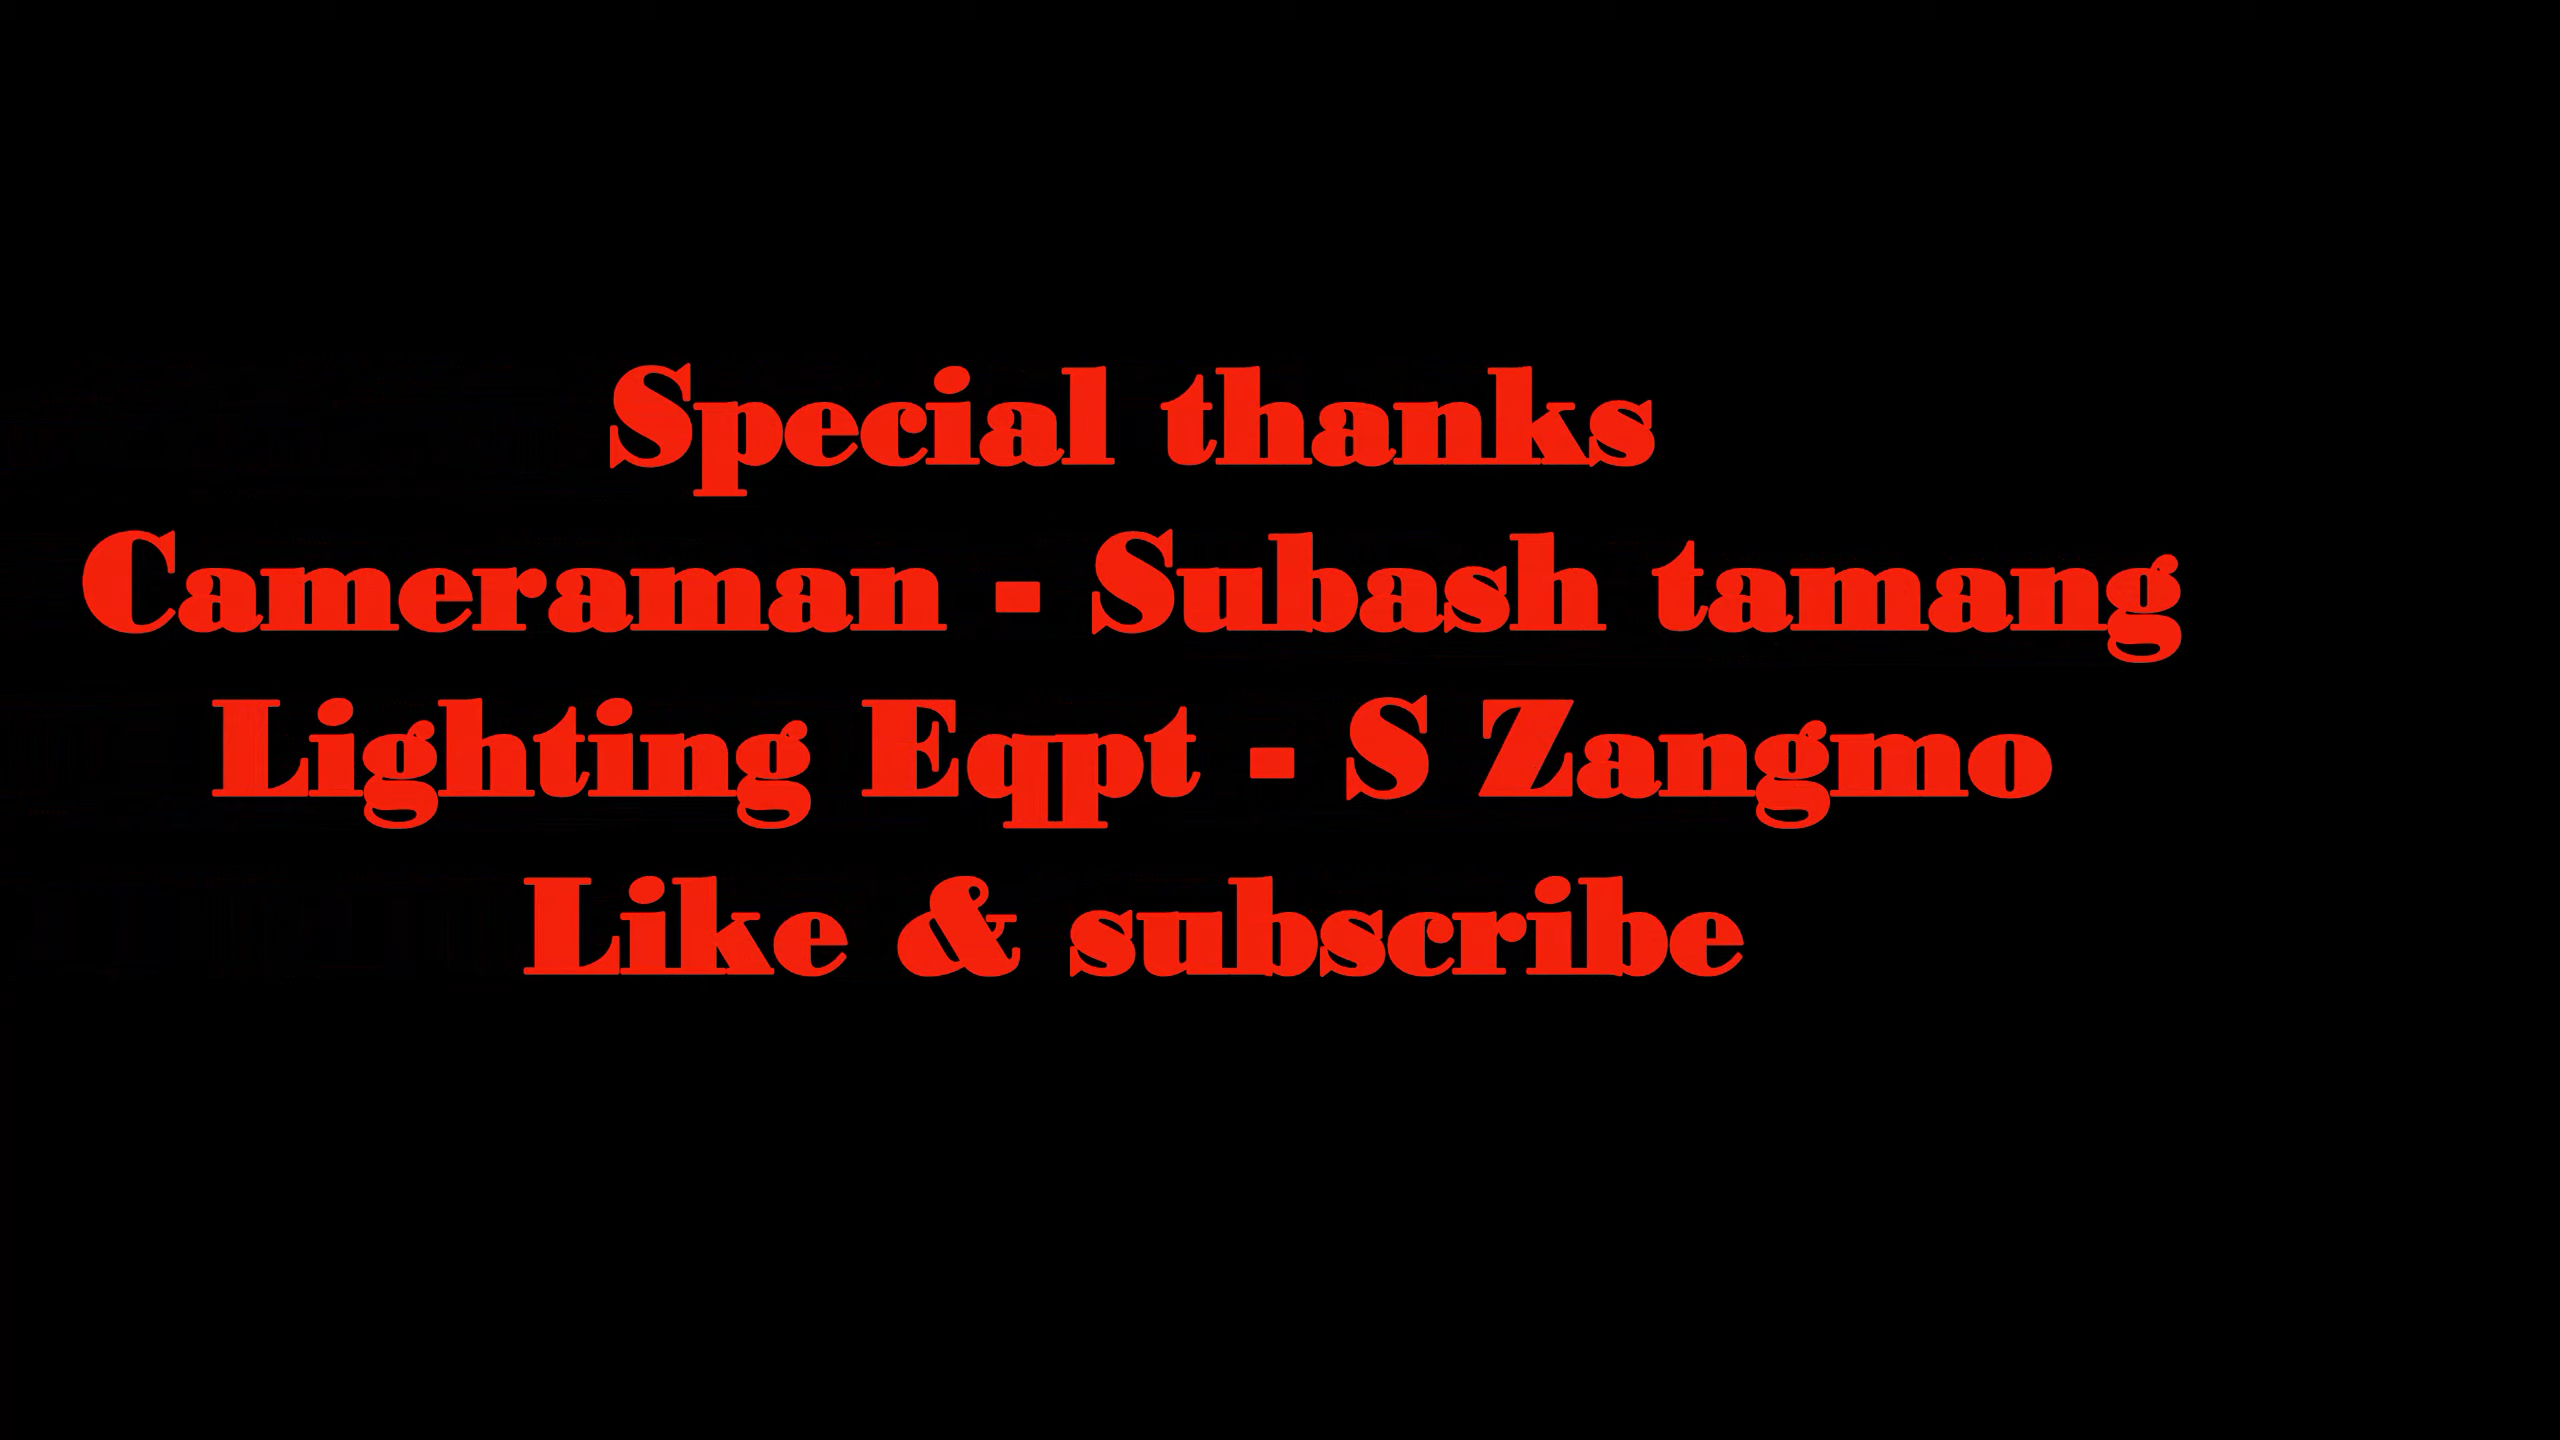 Special thanks
Cameraman - Subash tamang
Lighting Eqpt - S Zangmo
Like & subscribe